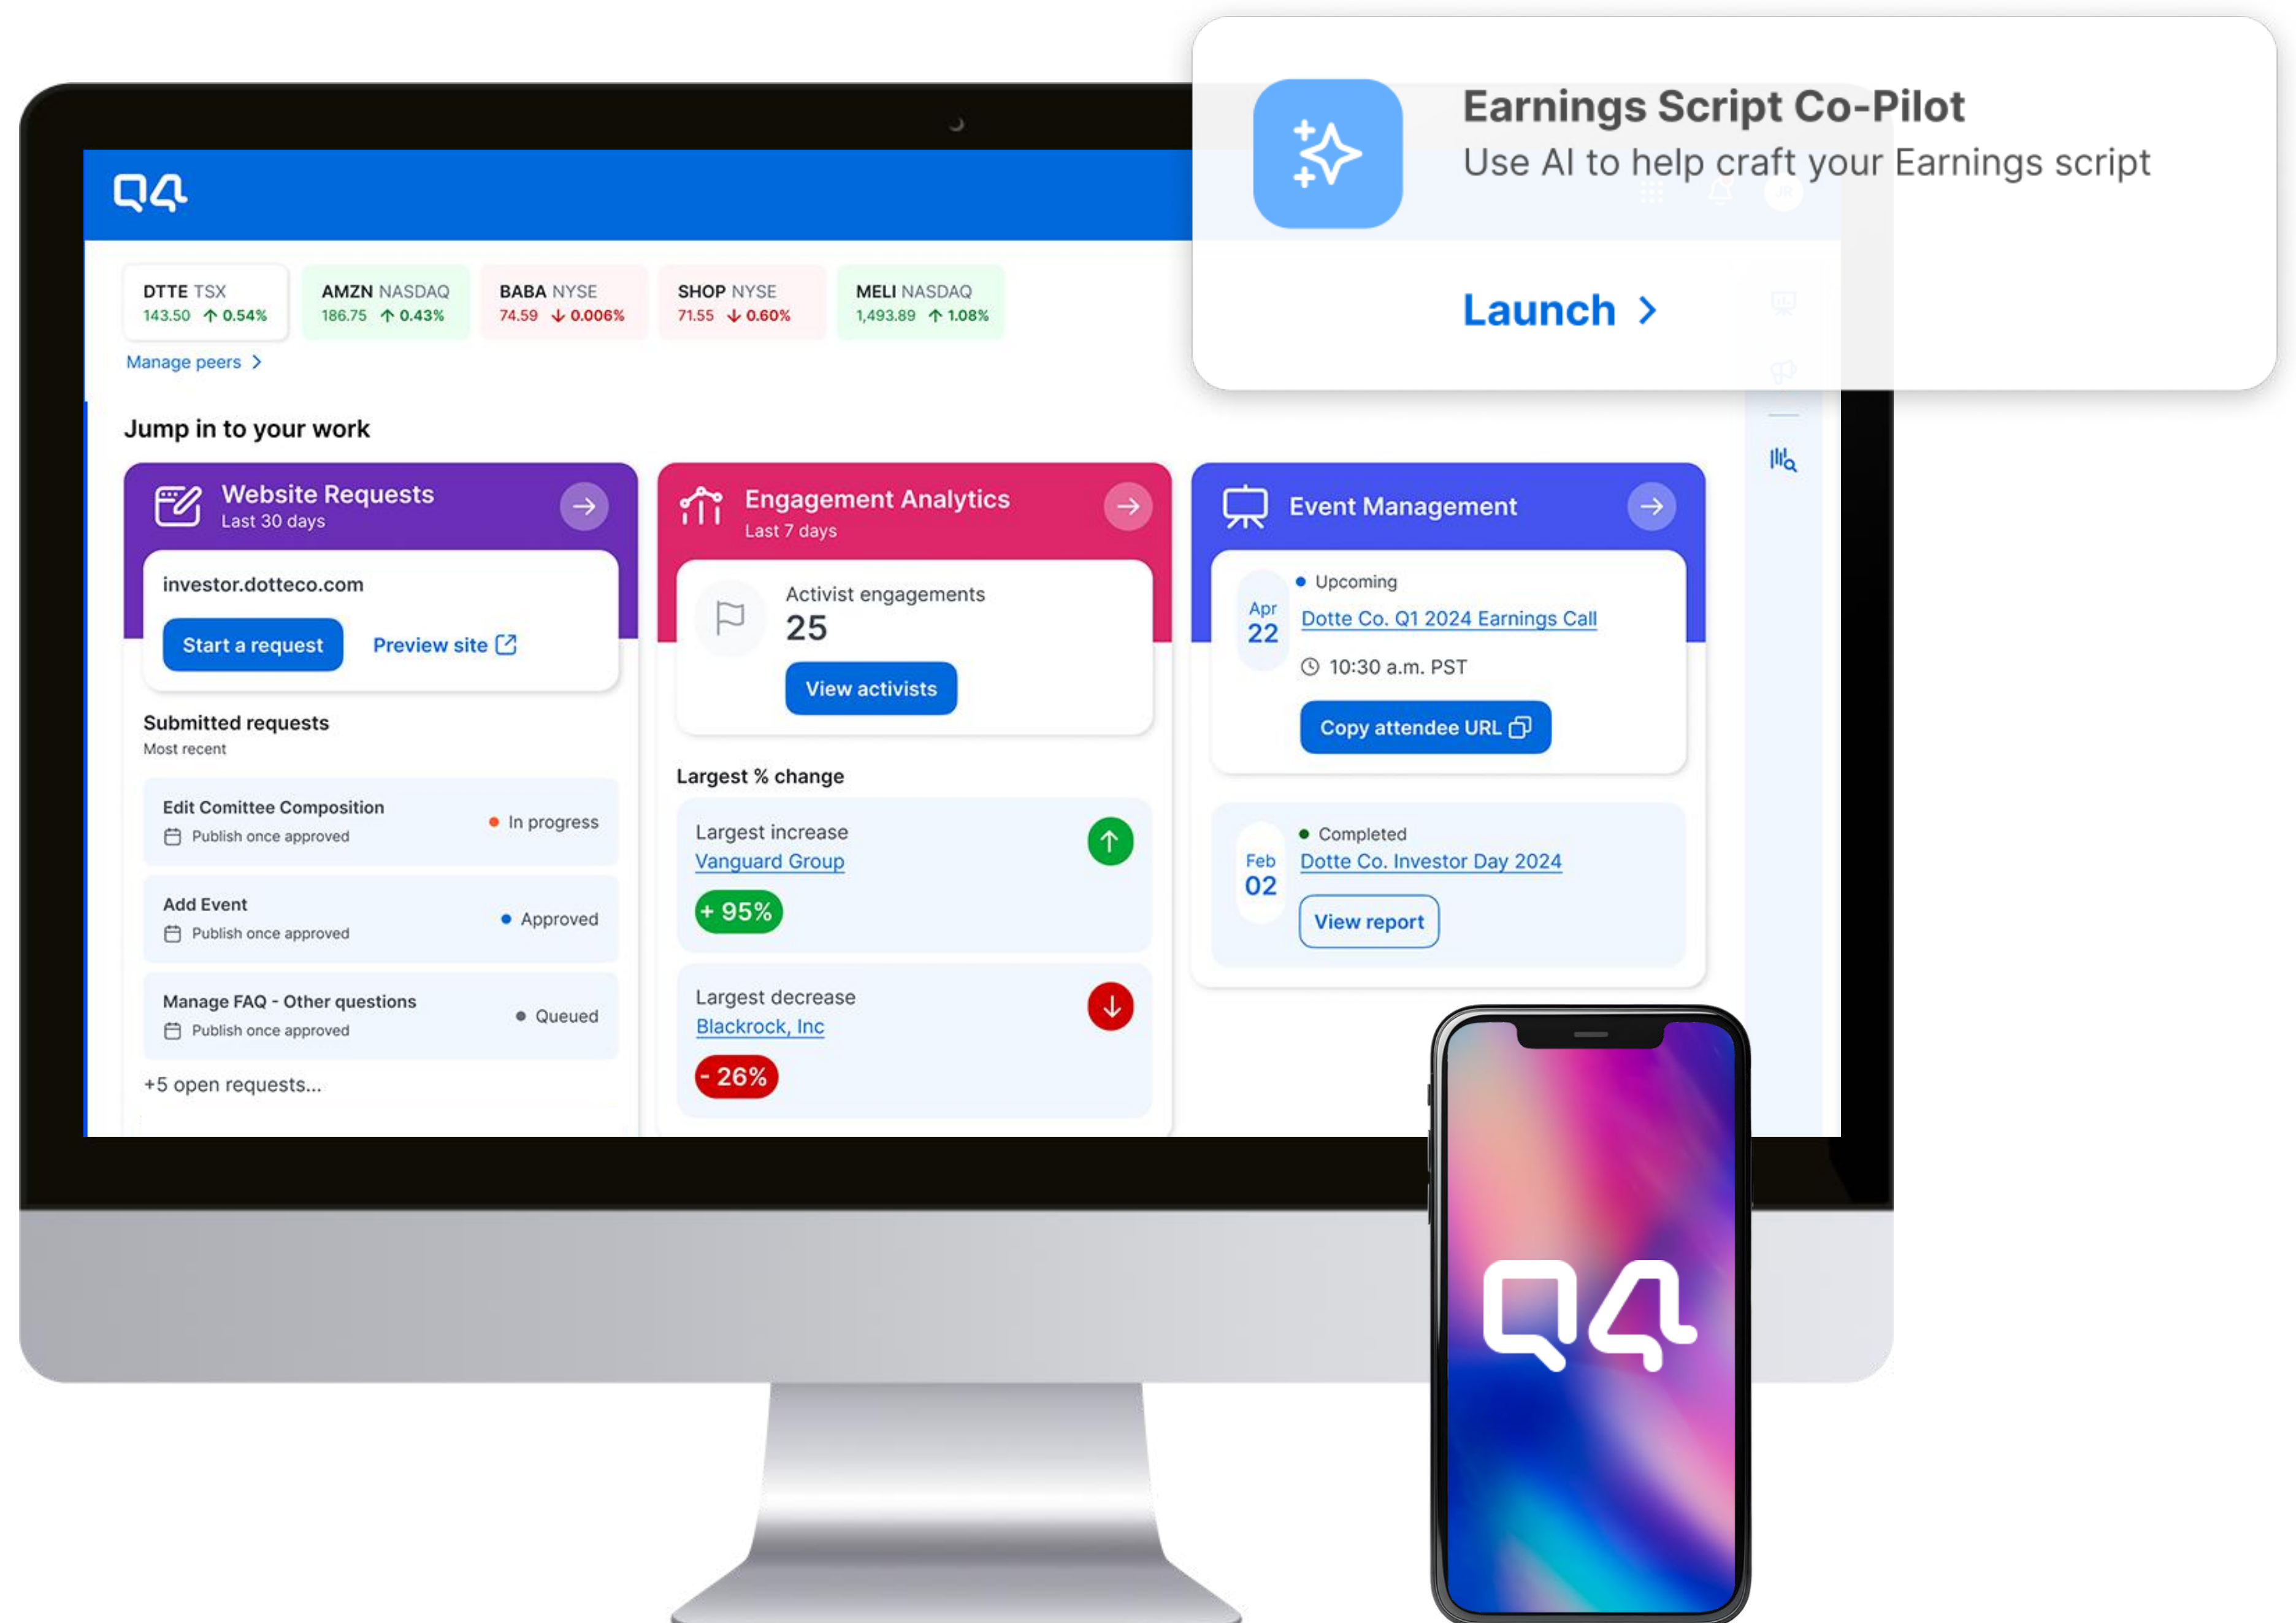 Earnings Script Co-Pilot
Use AI to help craft your Earnings script
Launch >
Q4
DTTE TSX
143.50 ↑ 0.54%
AMZN NASDAQ
186.75 ↑ 0.43%
BABA NYSE
74.59 ↓ 0.006%
SHOP NYSE
71.55 ↓ 0.60%
MELI NASDAQ
1,493.89 ↑ 1.08%
Manage peers >
Jump in to your work
Website Requests
Last 30 days
investor.dotteco.com
Start a request
Preview site
Submitted requests
Most recent
Edit Comittee Composition
Publish once approved
In progress
Add Event
Publish once approved
Approved
Manage FAQ - Other questions
Publish once approved
Queued
+5 open requests...
Engagement Analytics
Last 7 days
Activist engagements
25
View activists
Largest % change
Largest increase
Vanguard Group
+ 95%
Largest decrease
Blackrock, Inc
- 26%
Event Management
Apr
22
Upcoming
Dotte Co. Q1 2024 Earnings Call
10:30 a.m. PST
Copy attendee URL
Feb
02
Completed
Dotte Co. Investor Day 2024
View report
Q4